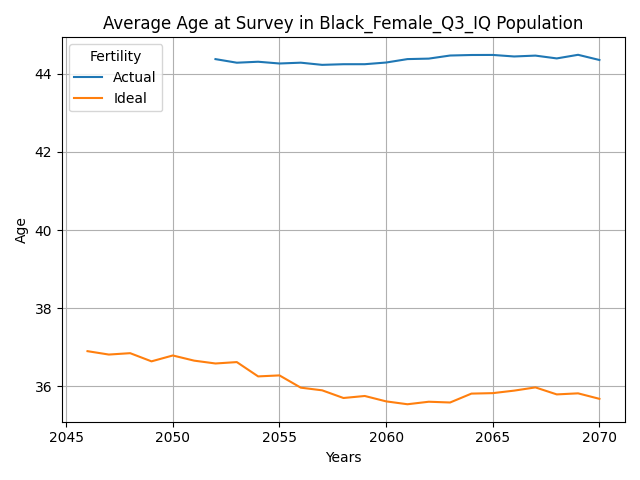 Average Age at Survey in Black_Female_Q3_IQ Population
Fertility
Actual
Ideal
44
42
40
38
36
Age
2045
2050
2055
2060
2065
2070
Years